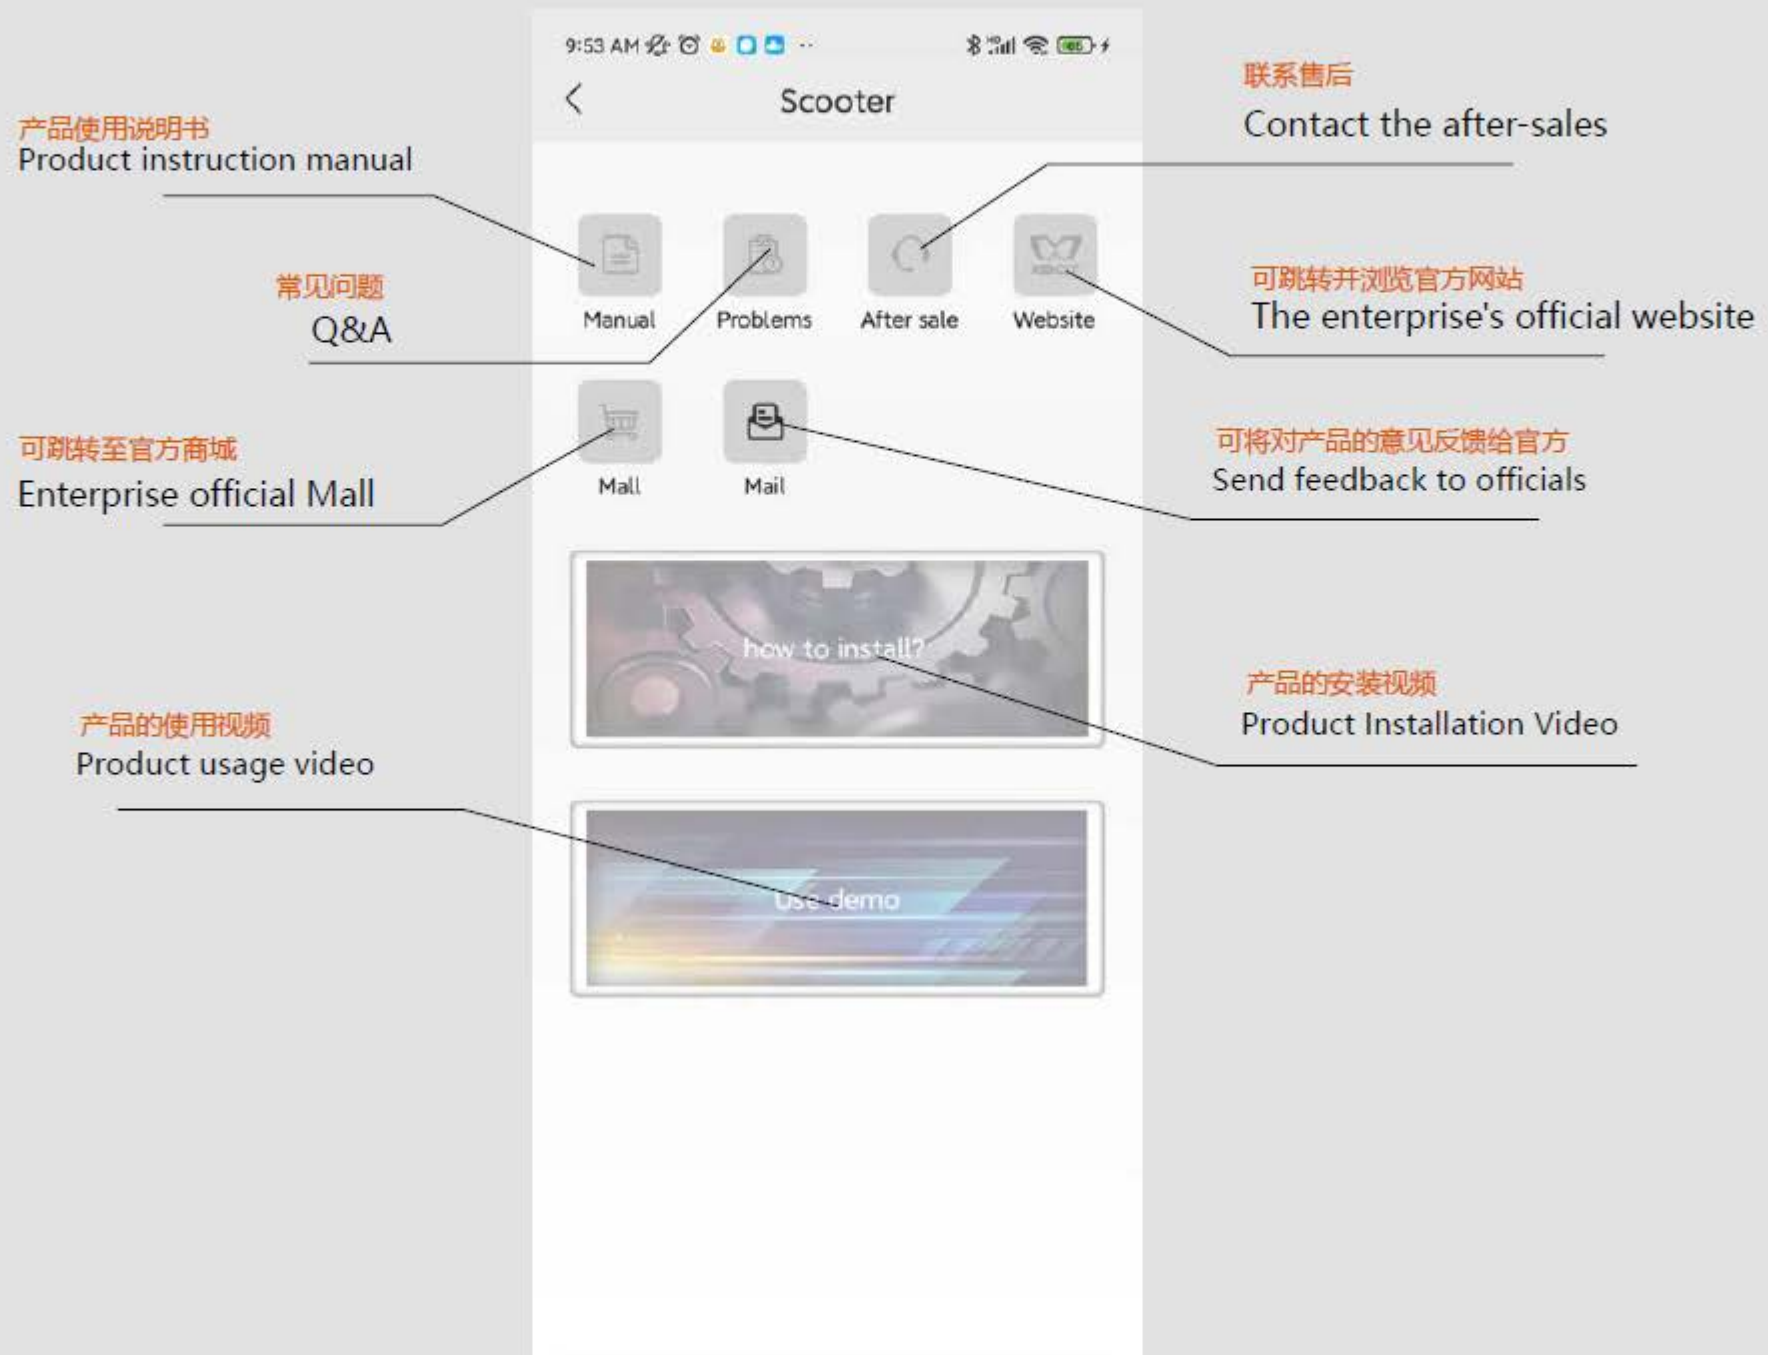 9:53 AM
Scooter
联系售后
Contact the after-sales
产品使用说明书
Product instruction manual
Manual
Problems
After sale
Website
常见问题
Q&A
可跳转并浏览官方网站
The enterprise's official website
可跳转至官方商城
Enterprise official Mall
Mall
Mail
可将对产品的意见反馈给官方
Send feedback to officials
how to install?
产品的安装视频
Product Installation Video
产品的使用视频
Product usage video
Use demo